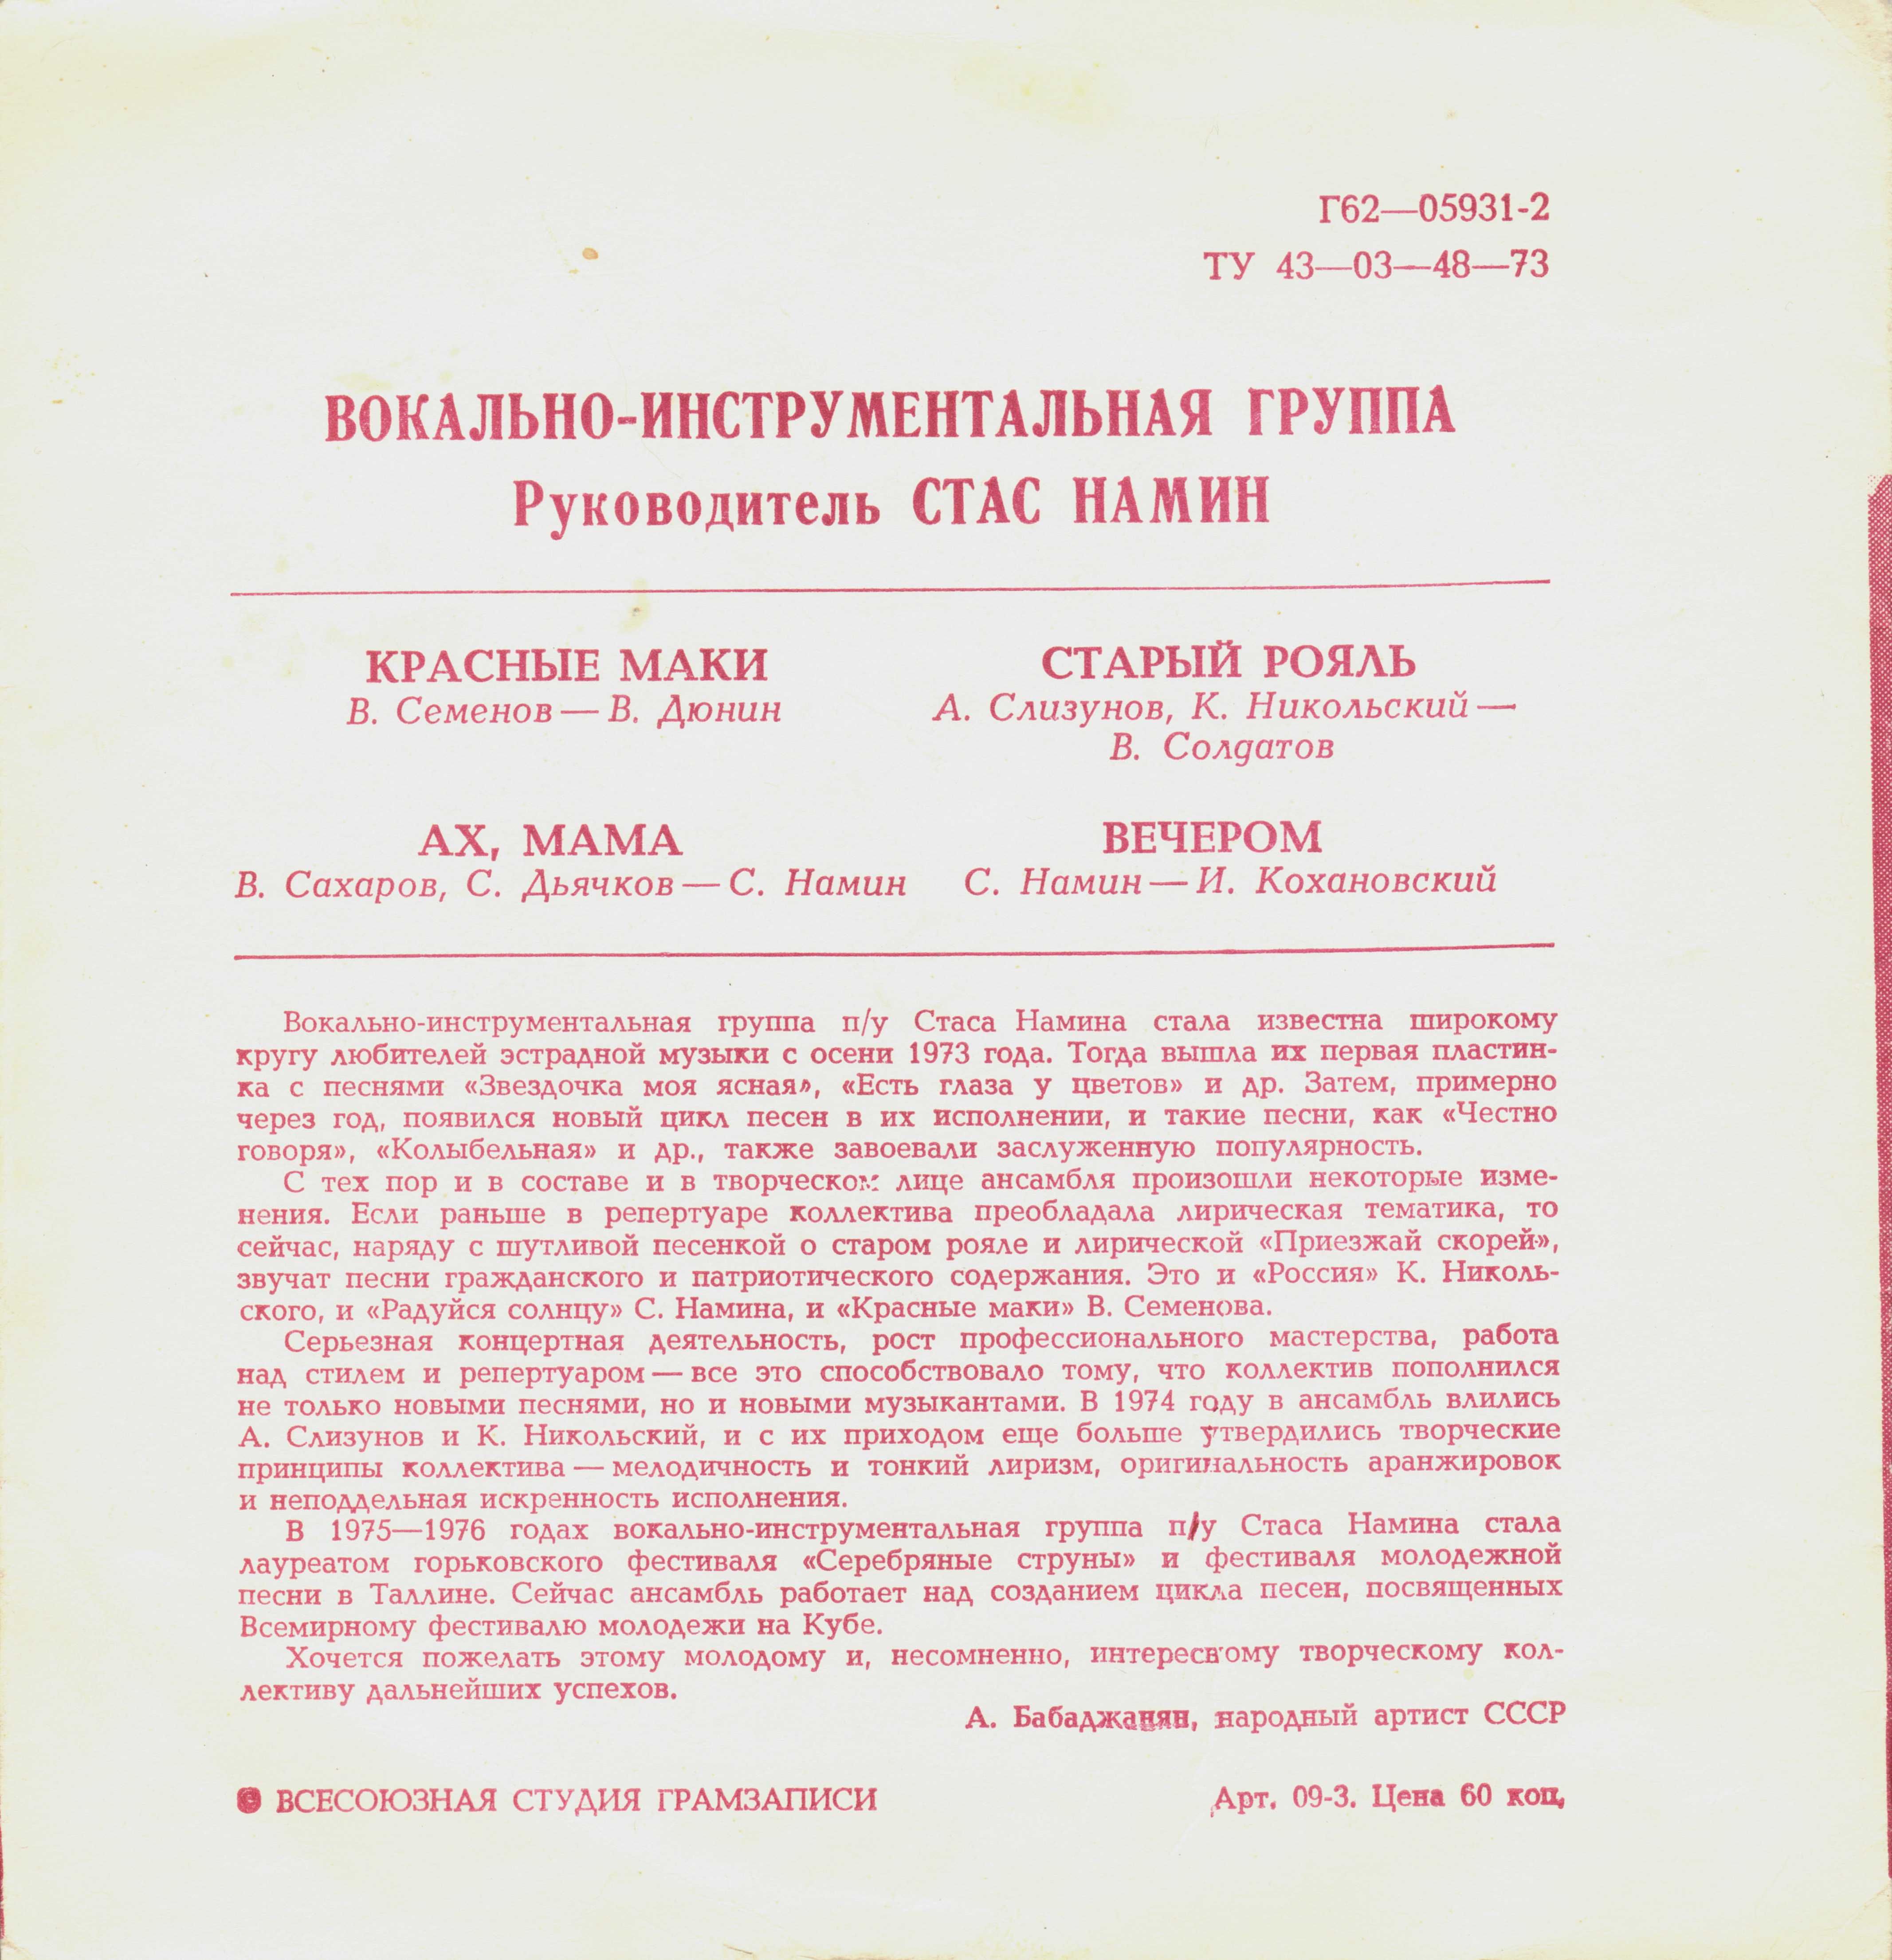 Г62—05931-2
ТУ 43—03—48—73
ВОКАЛЬНО-ИНСТРУМЕНТАЛЬНАЯ ГРУППА
Руководитель СТАС НАМИН
КРАСНЫЕ МАКИ
В. Семенов — В. Дюнин
СТАРЫЙ РОЯЛЬ
А. Слизунов, К. Никольский —
В. Солдатов
АХ, МАМА
В. Сахаров, С. Дьячков — С. Намин
ВЕЧЕРОМ
С. Намин — И. Кохановский
Вокально-инструментальная группа п/у Стаса Намина стала известна широкому
кругу любителей эстрадной музыки с осени 1973 года. Тогда вышла их первая пластин-
ка с песнями «Звездочка моя ясная», «Есть глаза у цветов» и др. Затем, примерно
через год, появился новый цикл песен в их исполнении, и такие песни, как «Честно
говоря», «Колыбельная» и др., также завоевали заслуженную популярность.
С тех пор и в составе и в творческом лице ансамбля произошли некоторые изме-
нения. Если раньше в репертуаре коллектива преобладала лирическая тематика, то
сейчас, наряду с шутливой песенкой о старом рояле и лирической «Приезжай скорей»,
звучат песни гражданского и патриотического содержания. Это и «Россия» К. Николь-
ского, и «Радуйся солнцу» С. Намина, и «Красные маки» В. Семенова.
Серьезная концертная деятельность, рост профессионального мастерства, работа
над стилем и репертуаром — все это способствовало тому, что коллектив пополнился
не только новыми песнями, но и новыми музыкантами. В 1974 году в ансамбль влились
А. Слизунов и К. Никольский, и с их приходом еще больше утвердились творческие
принципы коллектива — мелодичность и тонкий лиризм, оригинальность аранжировок
и неподдельная искренность исполнения.
В 1975—1976 годах вокально-инструментальная группа п/у Стаса Намина стала
лауреатом горьковского фестиваля «Серебряные струны» и фестиваля молодежной
песни в Таллине. Сейчас ансамбль работает над созданием цикла песен, посвященных
Всемирному фестивалю молодежи на Кубе.
Хочется пожелать этому молодому и, несомненно, интересному творческому кол-
лективу дальнейших успехов.
А. Бабаджанян, народный артист СССР
ВСЕСОЮЗНАЯ СТУДИЯ ГРАМЗАПИСИ
Арт. 09-3. Цена 60 коп.